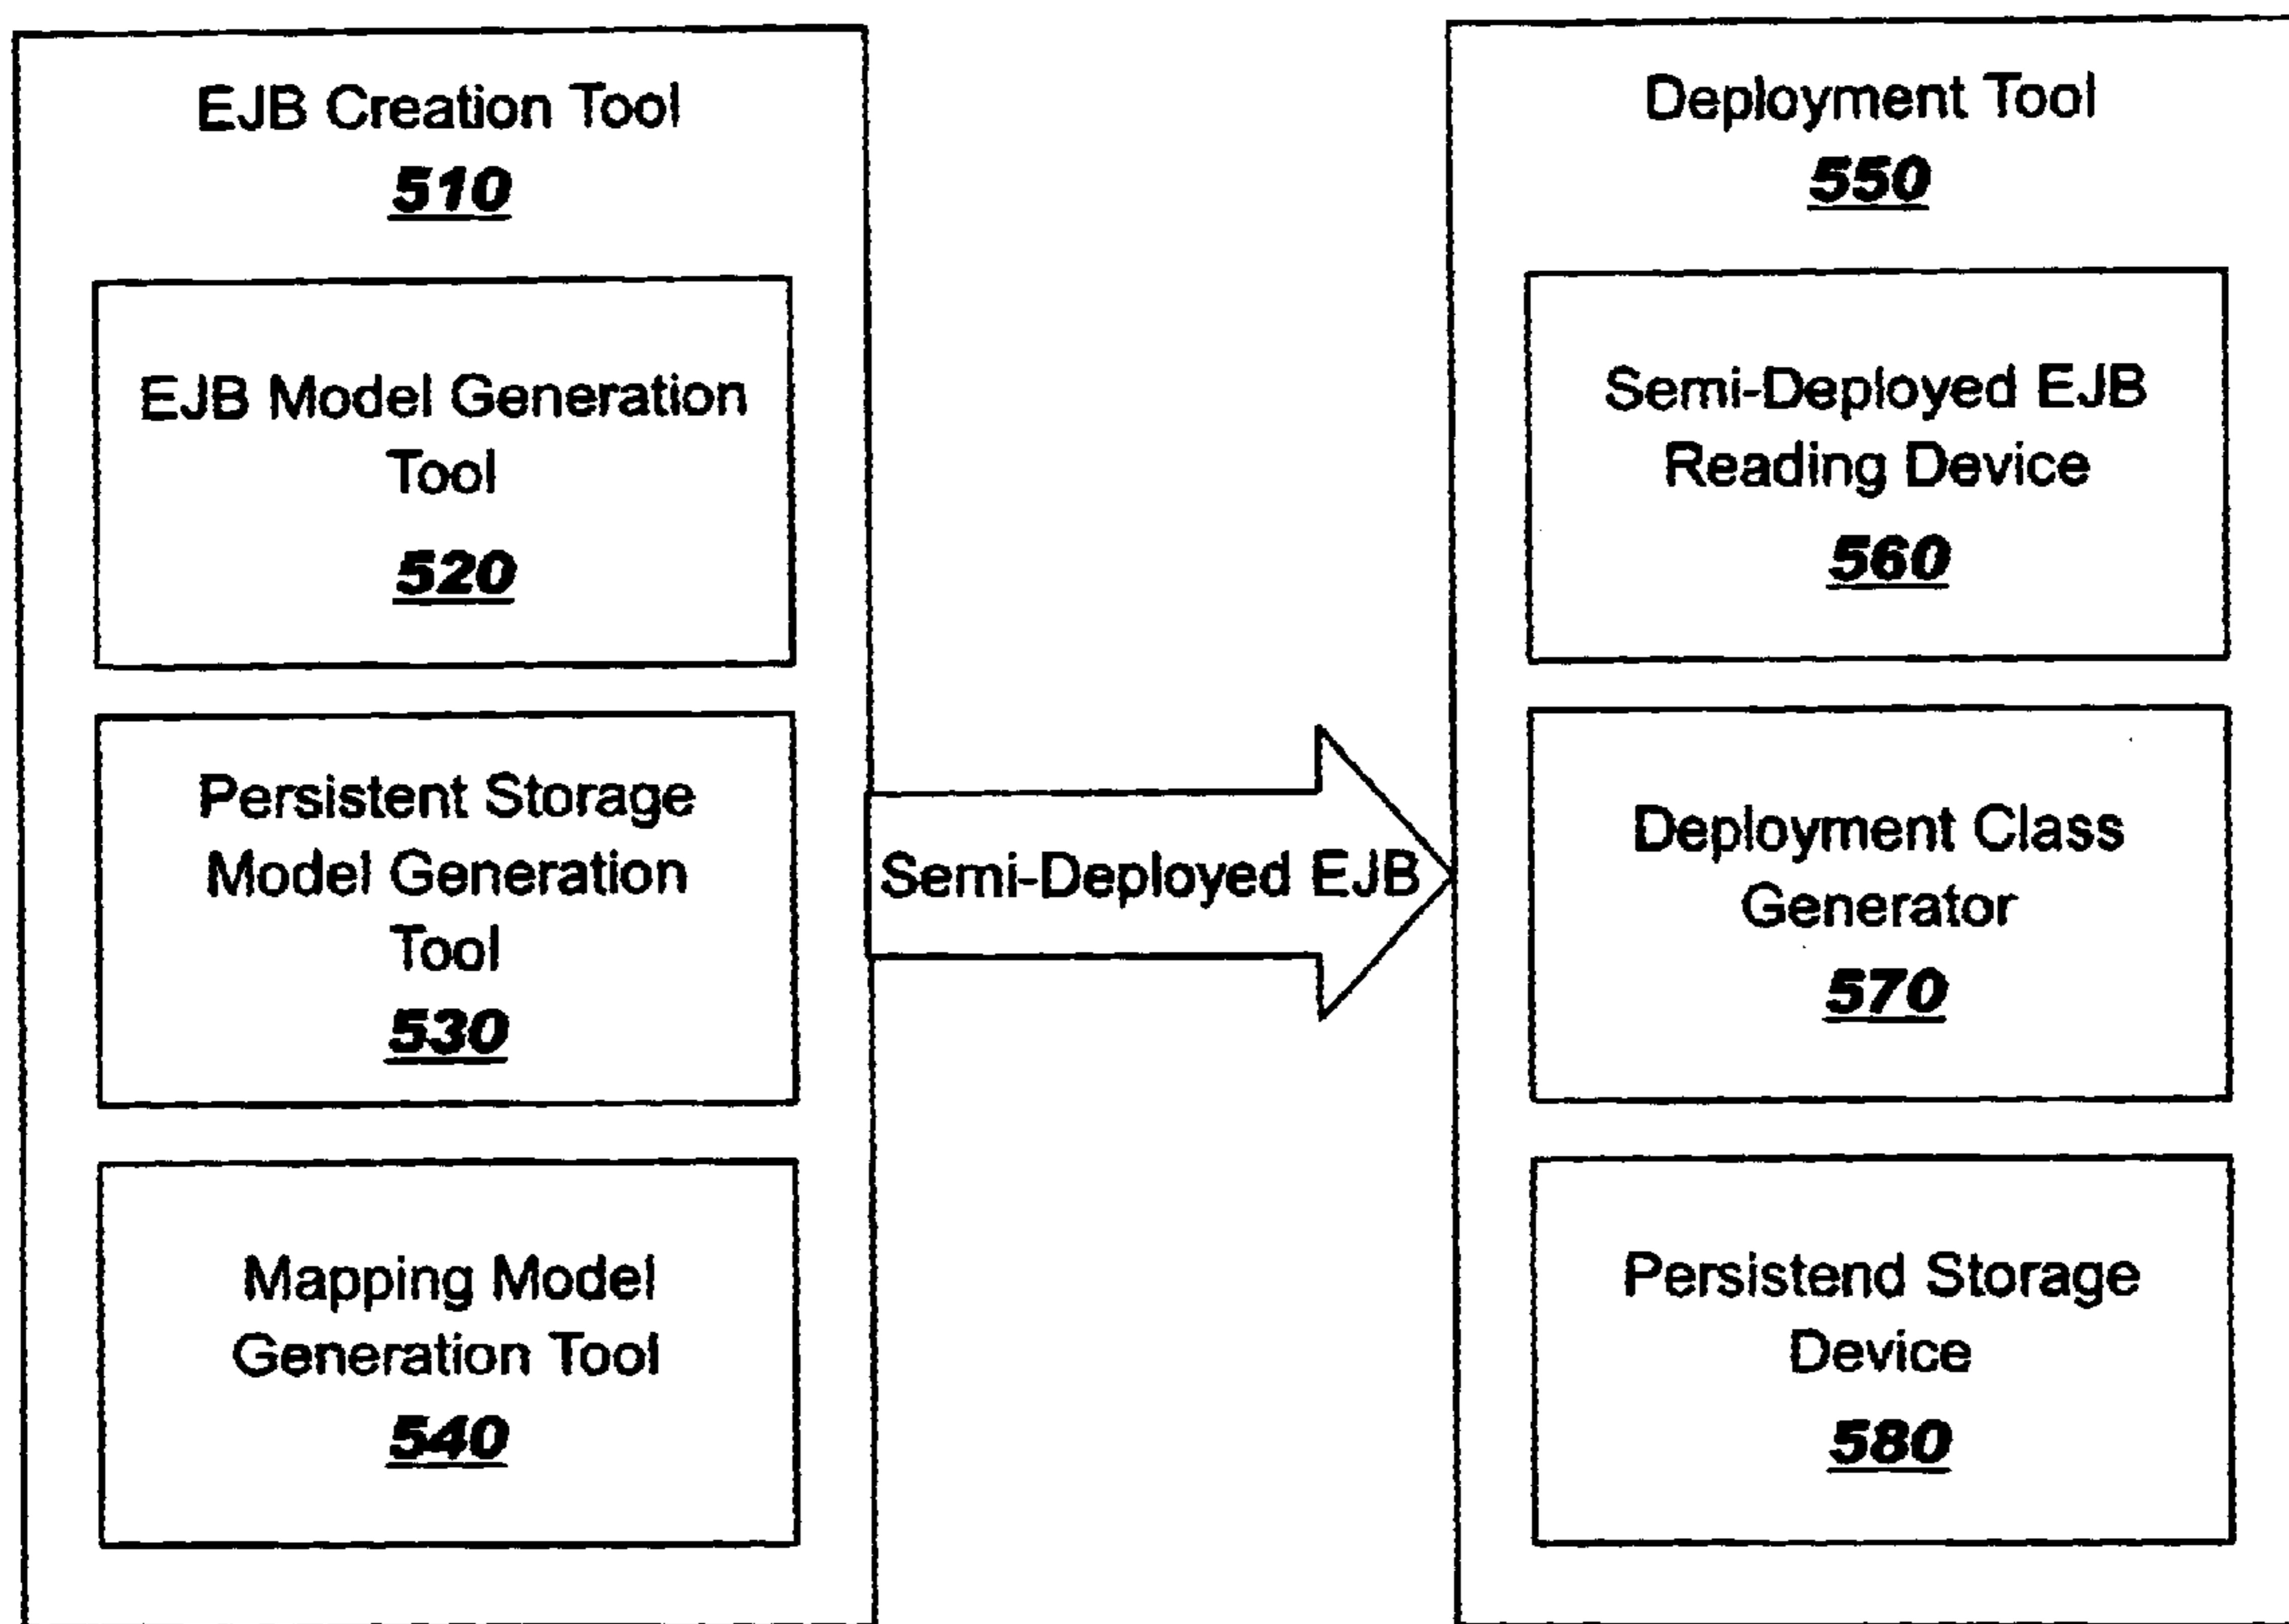 EJB Creation Tool
510
EJB Model Generation
Tool
520
Persistent Storage
Model Generation
Tool
530
Mapping Model
Generation Tool
540
Semi-Deployed EJB
Deployment Tool
550
Semi-Deployed EJB
Reading Device
560
Deployment Class
Generator
570
Persistend Storage
Device
580